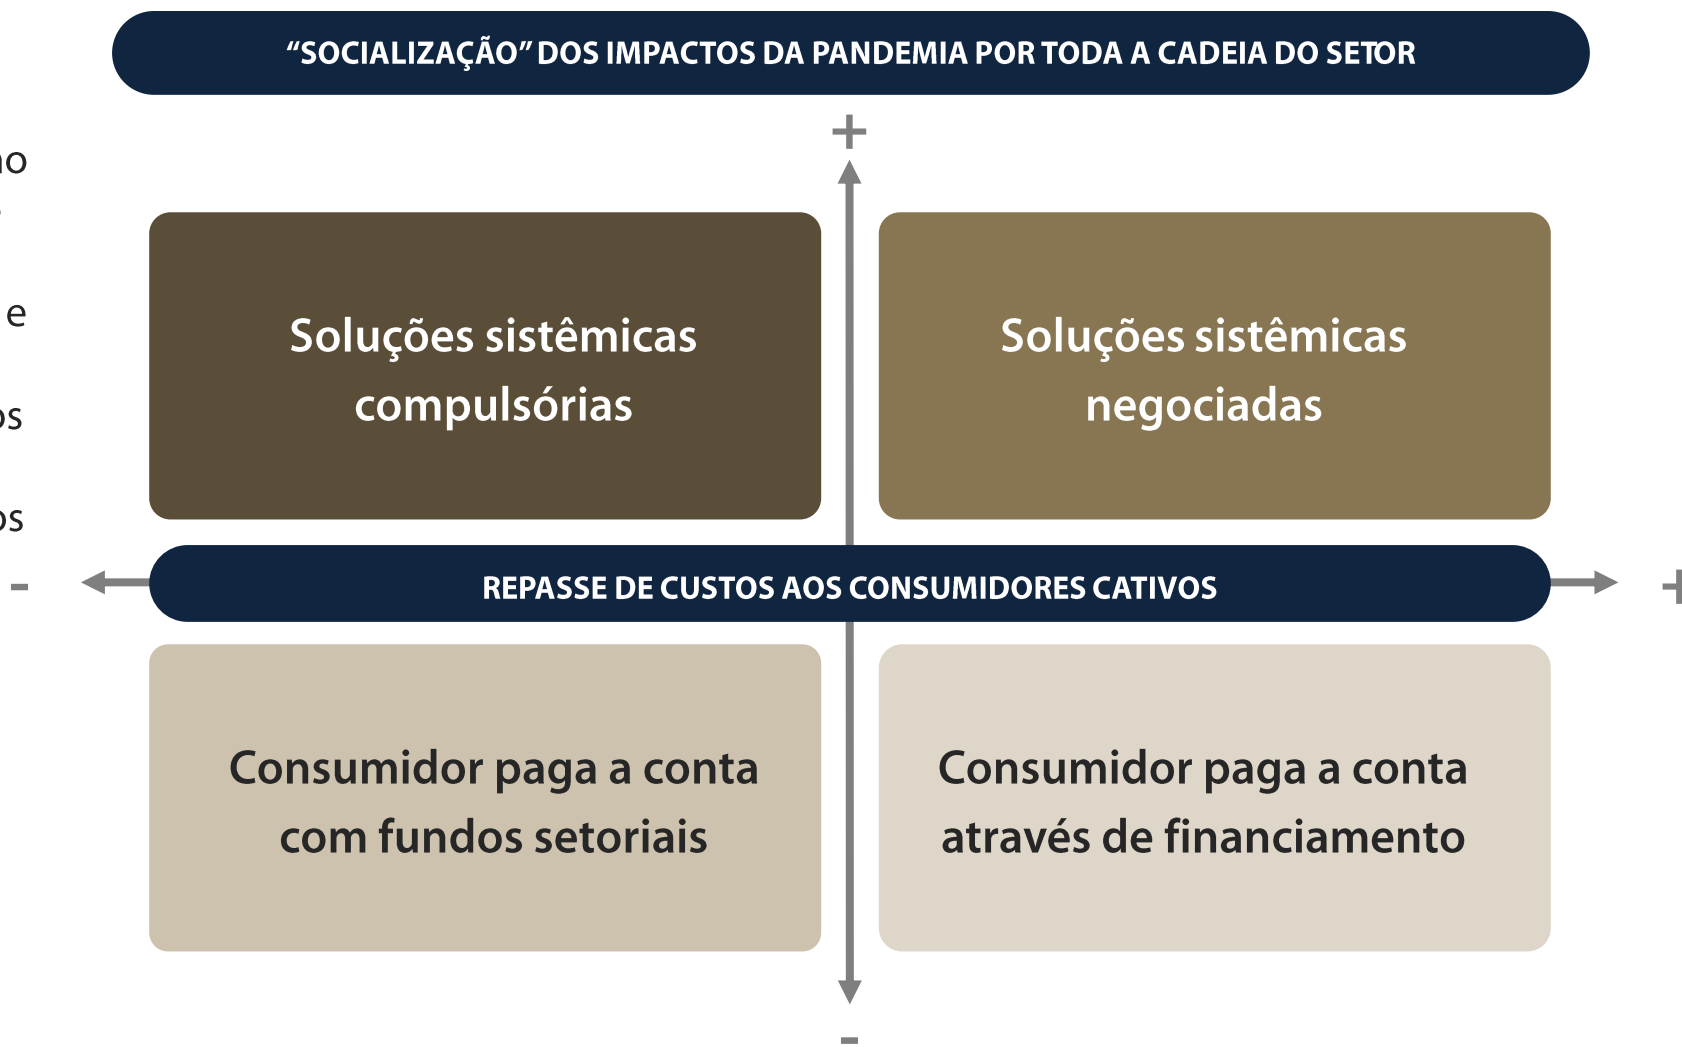 “SOCIALIZAÇÃO” DOS IMPACTOS DA PANDEMIA POR TODA A CADEIA DO SETOR
+
e
Soluções sistêmicas
compulsórias
Soluções sistêmicas
negociadas
-
REPASSE DE CUSTOS AOS CONSUMIDORES CATIVOS
+
Consumidor paga a conta
com fundos setoriais
Consumidor paga a conta
através de financiamento
-